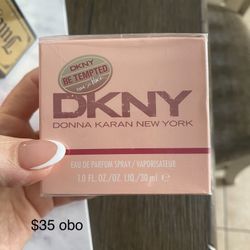 DKNY
BE TEMPTED
DKNY
DONNA KARAN NEW YORK
EAU DE PARFUM SPRAY / VAPORISATEUR
1.0 FL. OZ./OZ. LIQ./30 ml ℮
$35 obo